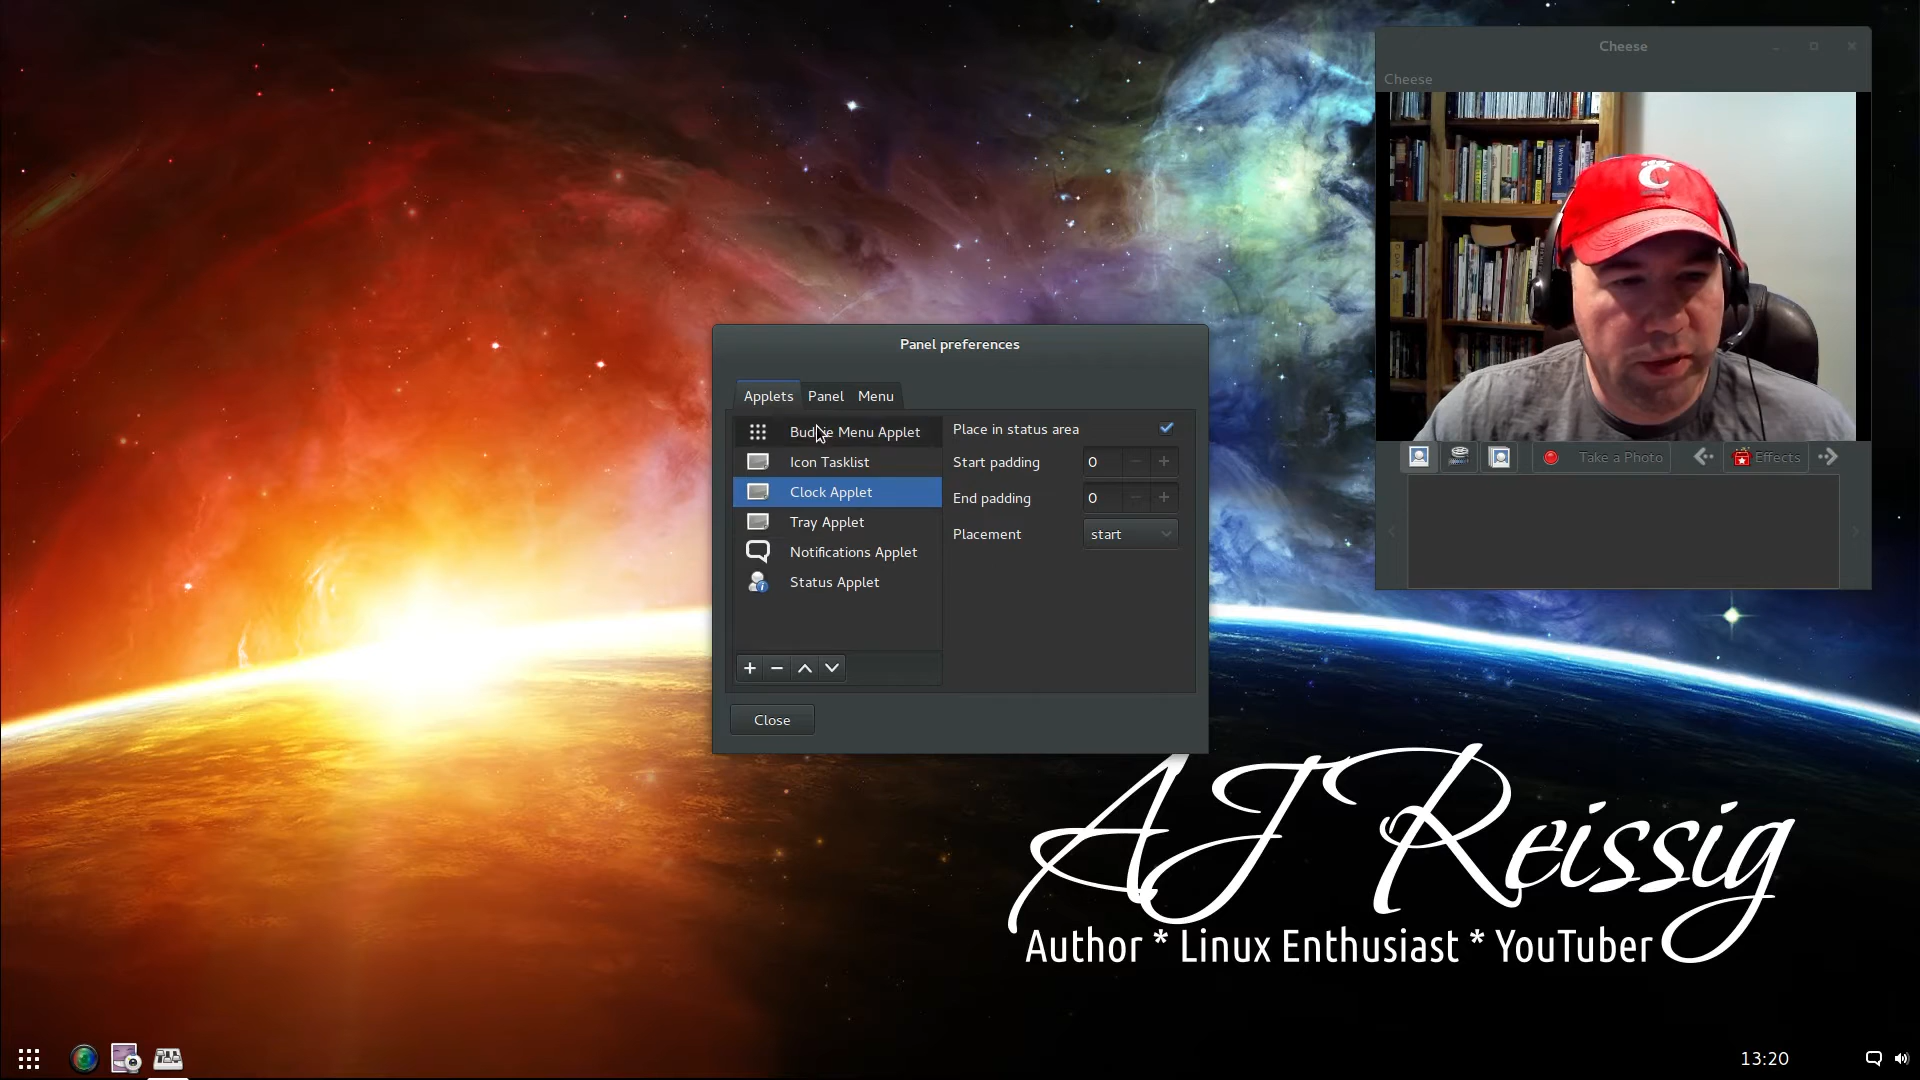 Cheese
Cheese
C
Writer's Market
Take a Photo
Effects
Panel preferences
Applets Panel Menu
Budgie Menu Applet
Icon Tasklist
Clock Applet
Tray Applet
Notifications Applet
Status Applet
Place in status area
Start padding 0
End padding 0
Placement start
Close
AJ Reissig
Author * Linux Enthusiast * YouTuber
13:20